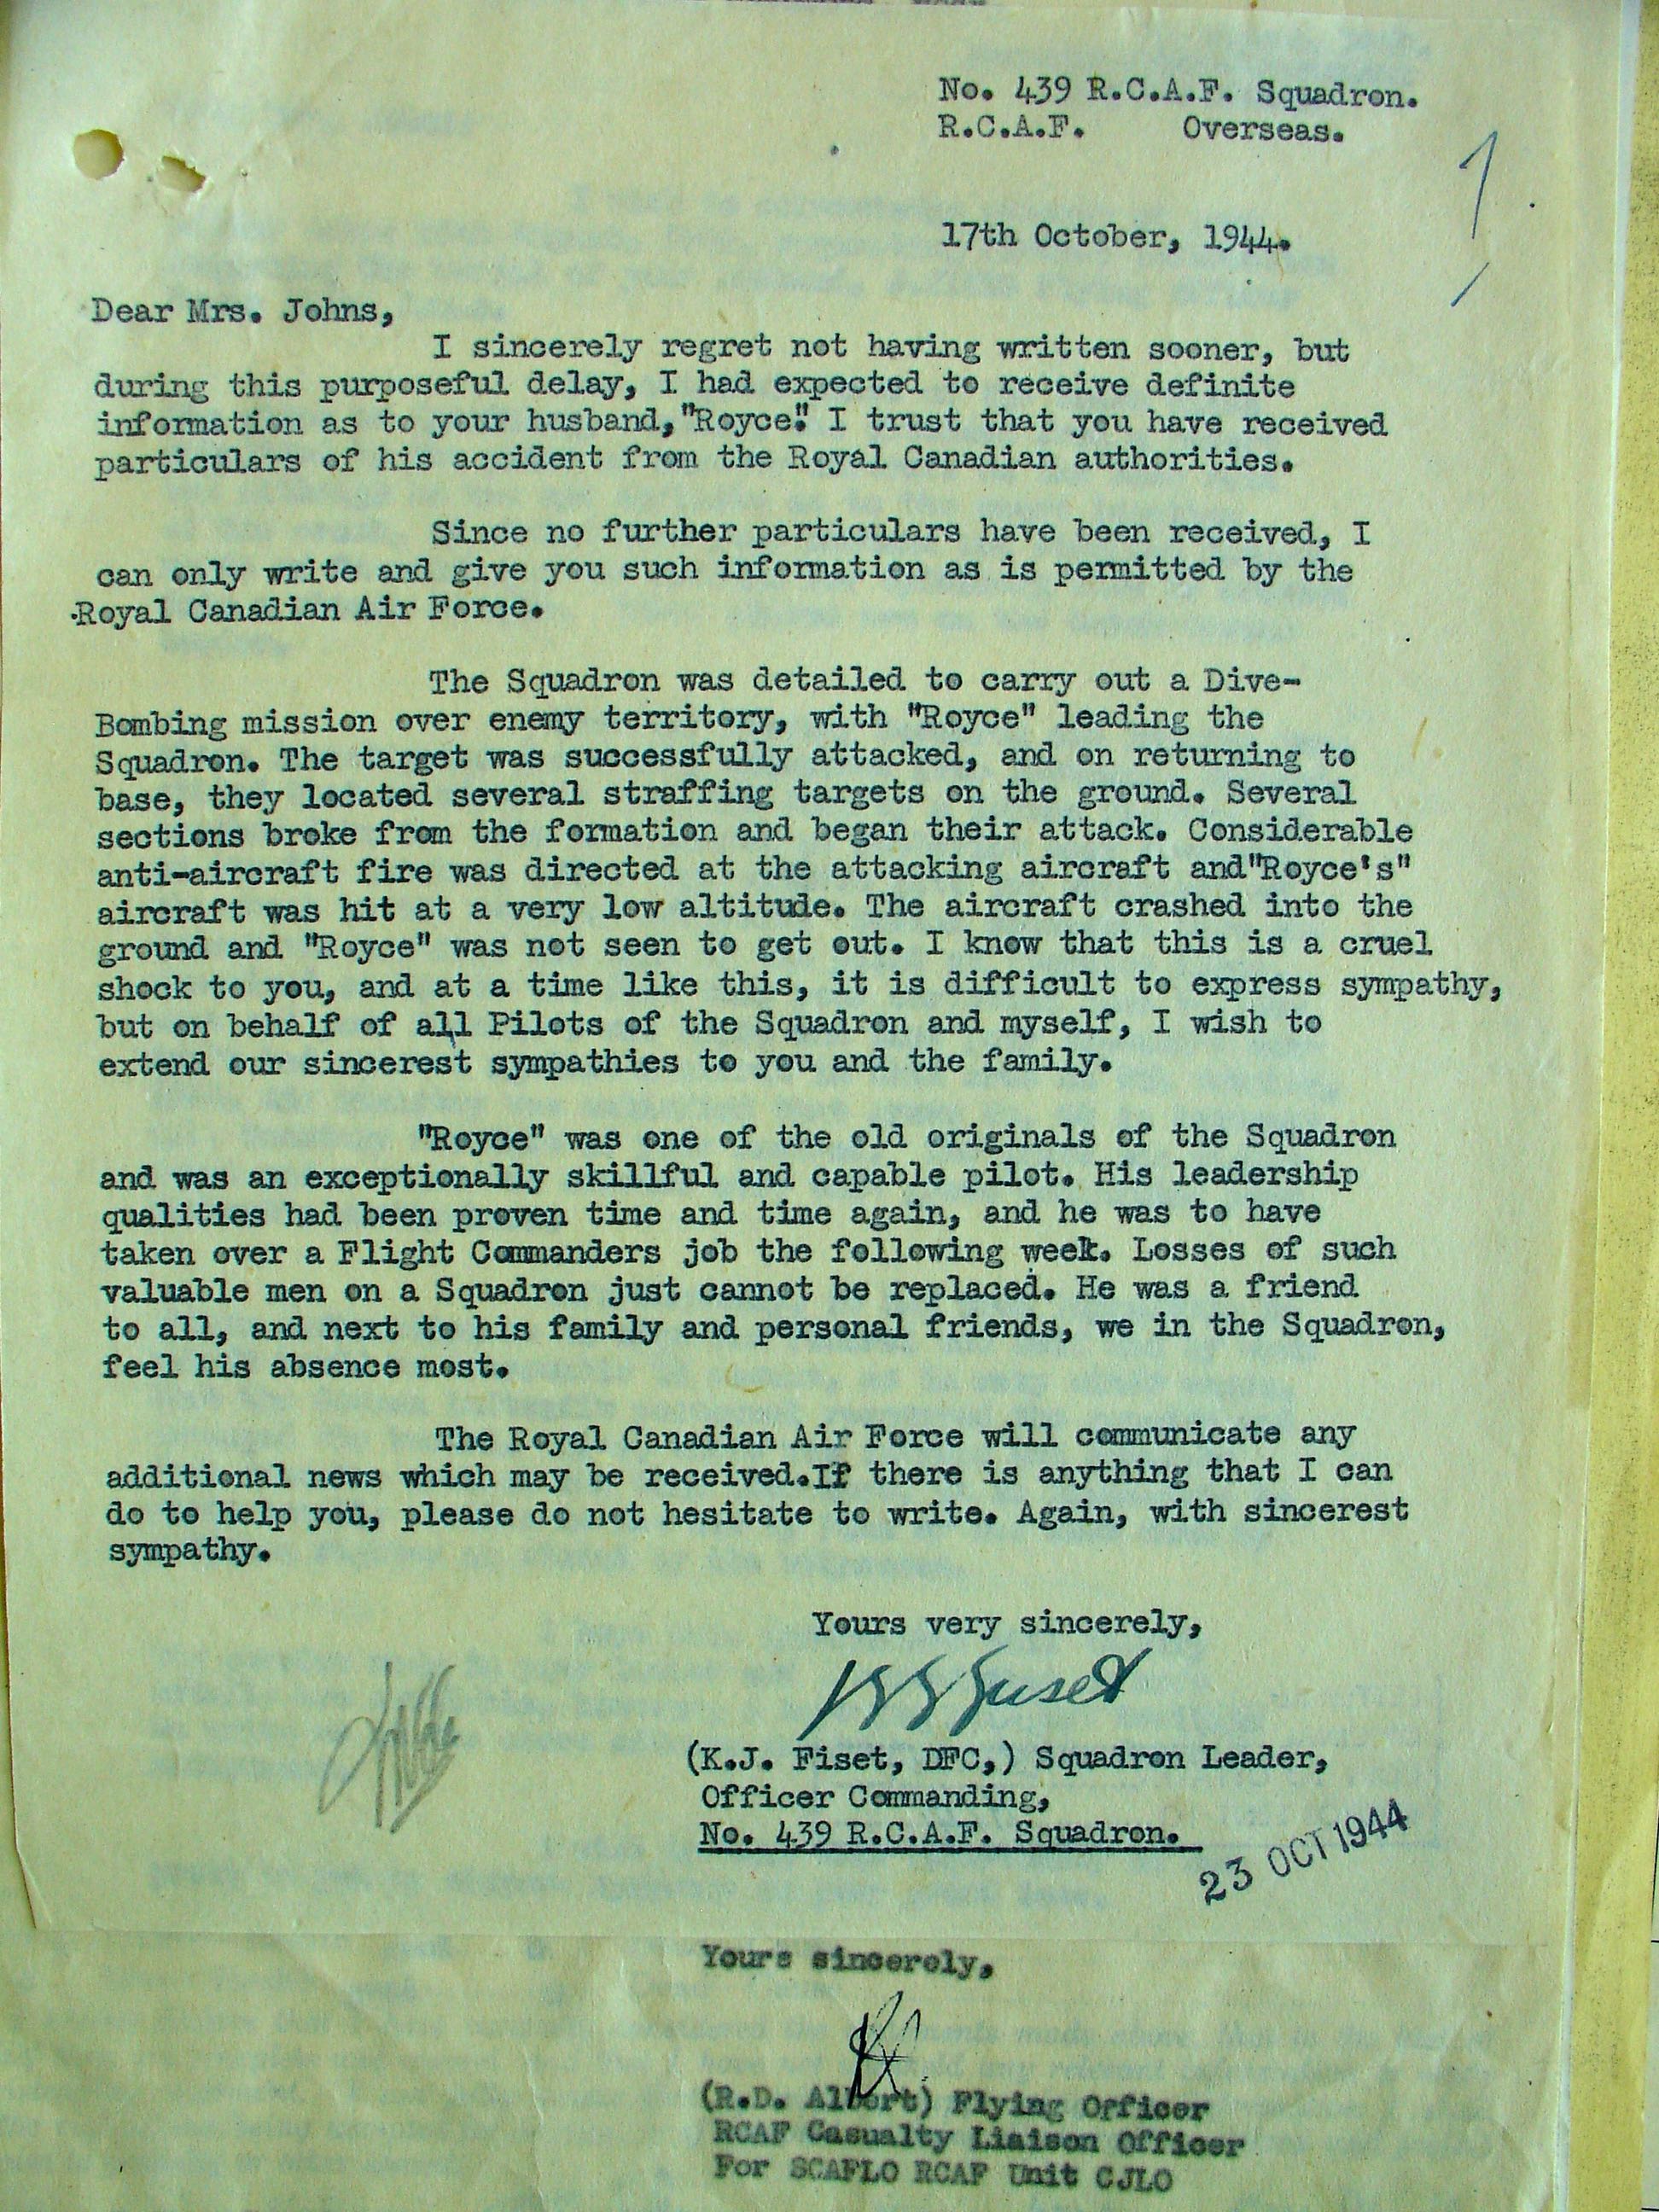 No. 439 R.C.A.F. Squadron.
R.C.A.F. Overseas.
17th October, 1944.
Dear Mrs. Johns,
I sincerely regret not having written sooner, but
during this purposeful delay, I had expected to receive definite
information as to your husband,"Royce". I trust that you have received
particulars of his accident from the Royal Canadian authorities.
Since no further particulars have been received, I
can only write and give you such information as is permitted by the
Royal Canadian Air Force.
The Squadron was detailed to carry out a Dive-
Bombing mission over enemy territory, with "Royce" leading the
Squadron. The target was successfully attacked, and on returning to
base, they located several straffing targets on the ground. Several
sections broke from the formation and began their attack. Considerable
anti-aircraft fire was directed at the attacking aircraft and"Royce's"
aircraft was hit at a very low altitude. The aircraft crashed into the
ground and "Royce" was not seen to get out. I know that this is a cruel
shock to you, and at a time like this, it is difficult to express sympathy,
but on behalf of all Pilots of the Squadron and myself, I wish to
extend our sincerest sympathies to you and the family.
"Royce" was one of the old originals of the Squadron
and was an exceptionally skillful and capable pilot. His leadership
qualities had been proven time and time again, and he was to have
taken over a Flight Commanders job the following week. Losses of such
valuable men on a Squadron just cannot be replaced. He was a friend
to all, and next to his family and personal friends, we in the Squadron,
feel his absence most.
The Royal Canadian Air Force will communicate any
additional news which may be received.If there is anything that I can
do to help you, please do not hesitate to write. Again, with sincerest
sympathy.
Yours very sincerely,
Fiset
(K.J. Fiset, DFC,) Squadron Leader,
Officer Commanding,
No. 439 R.C.A.F. Squadron.
23 OCT 1944
Yours sincerely,
(R.D. Albert) Flying Officer
RCAF Casualty Liaison Officer
For SCAFLO RCAF Unit CJLO